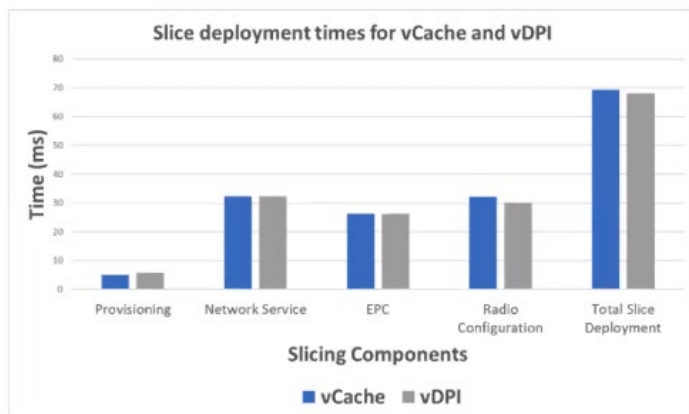 Slice deployment times for vCache and vDPI
80
70
60
50
40
30
20
10
0
Time (ms)
Provisioning
Network Service
EPC
Radio
Configuration
Total Slice
Deployment
Slicing Components
vCache
vDPI